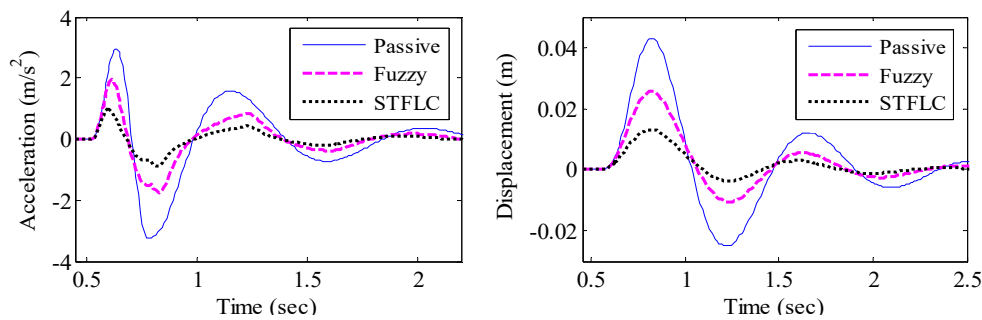 Acceleration (m/s²)
4
2
0
-2
-4
0.5
1
1.5
2
Time (sec)
Passive
Fuzzy
STFLC
Displacement (m)
0.04
0.02
0
-0.02
0.5
1
1.5
2
2.5
Time (sec)
Passive
Fuzzy
STFLC